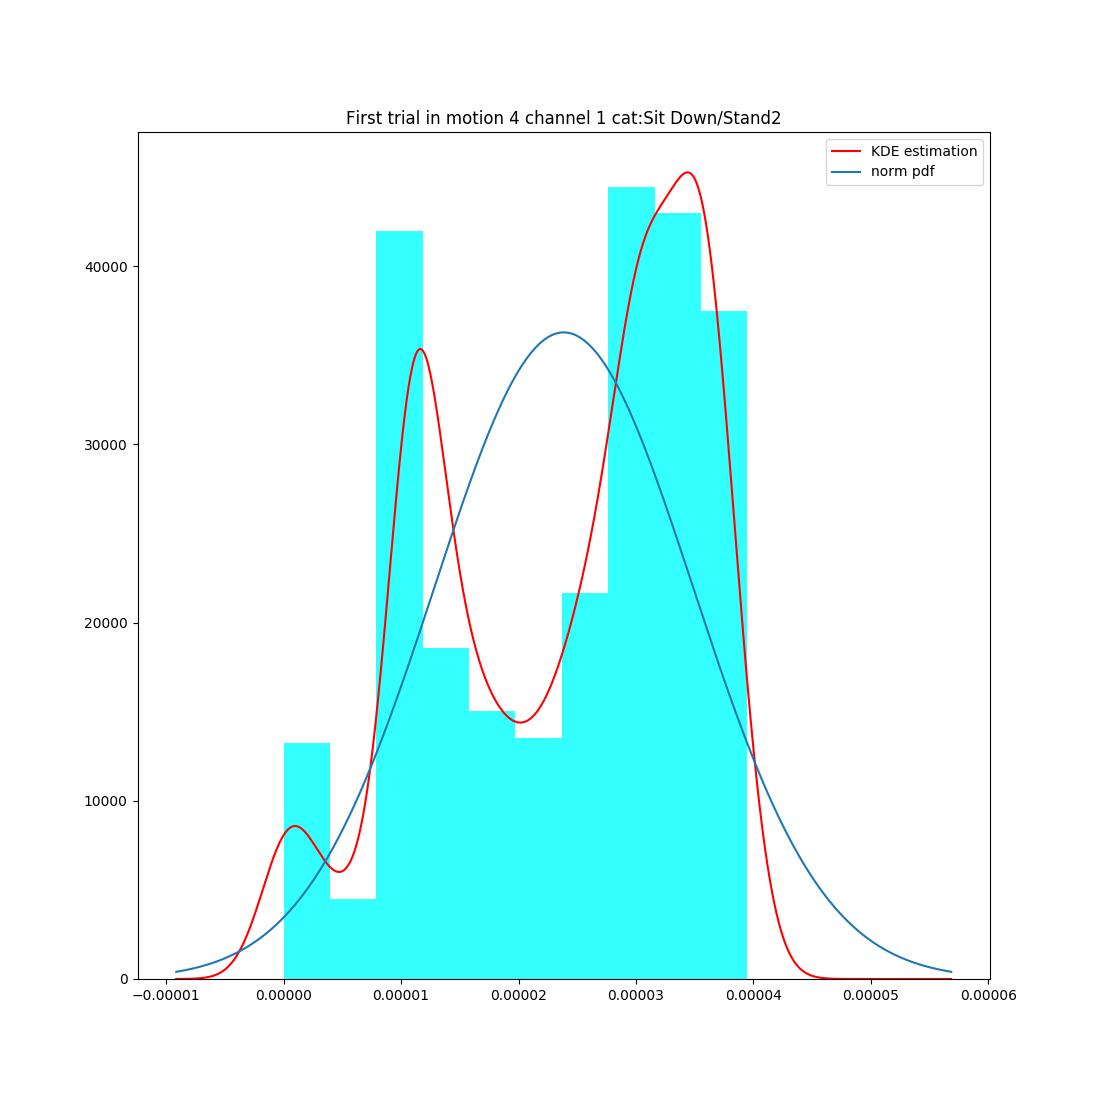 First trial in motion 4 channel 1 cat:Sit Down/Stand2
KDE estimation
norm pdf
40000
30000
20000
10000
0
−0.00001 0.00000 0.00001 0.00002 0.00003 0.00004 0.00005 0.00006